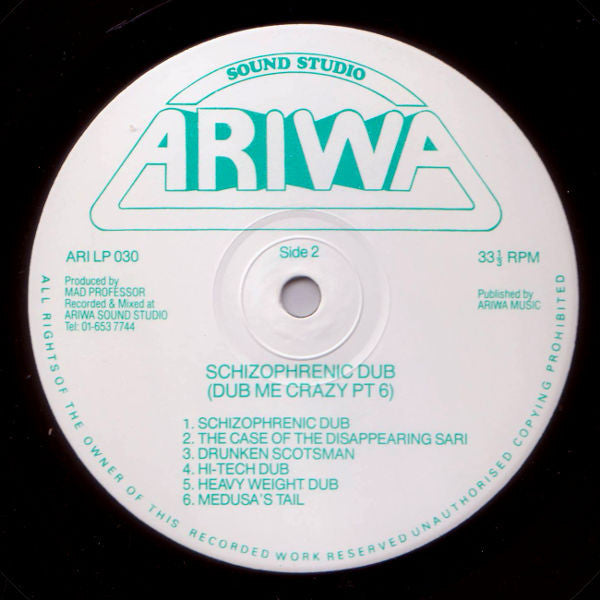 SOUND STUDIO
ARIWA
ARI LP 030
Side 2
33⅓ RPM
Produced by
MAD PROFESSOR
Recorded & Mixed at
ARIWA SOUND STUDIO
Tel: 01-653 7744
Published by
ARIWA MUSIC
SCHIZOPHRENIC DUB
(DUB ME CRAZY PT 6)
1. SCHIZOPHRENIC DUB
2. THE CASE OF THE DISAPPEARING SARI
3. DRUNKEN SCOTSMAN
4. HI-TECH DUB
5. HEAVY WEIGHT DUB
6. MEDUSA'S TAIL
ALL RIGHTS OF THE OWNER OF THIS RECORDED WORK RESERVED UNAUTHORISED COPYING PROHIBITED